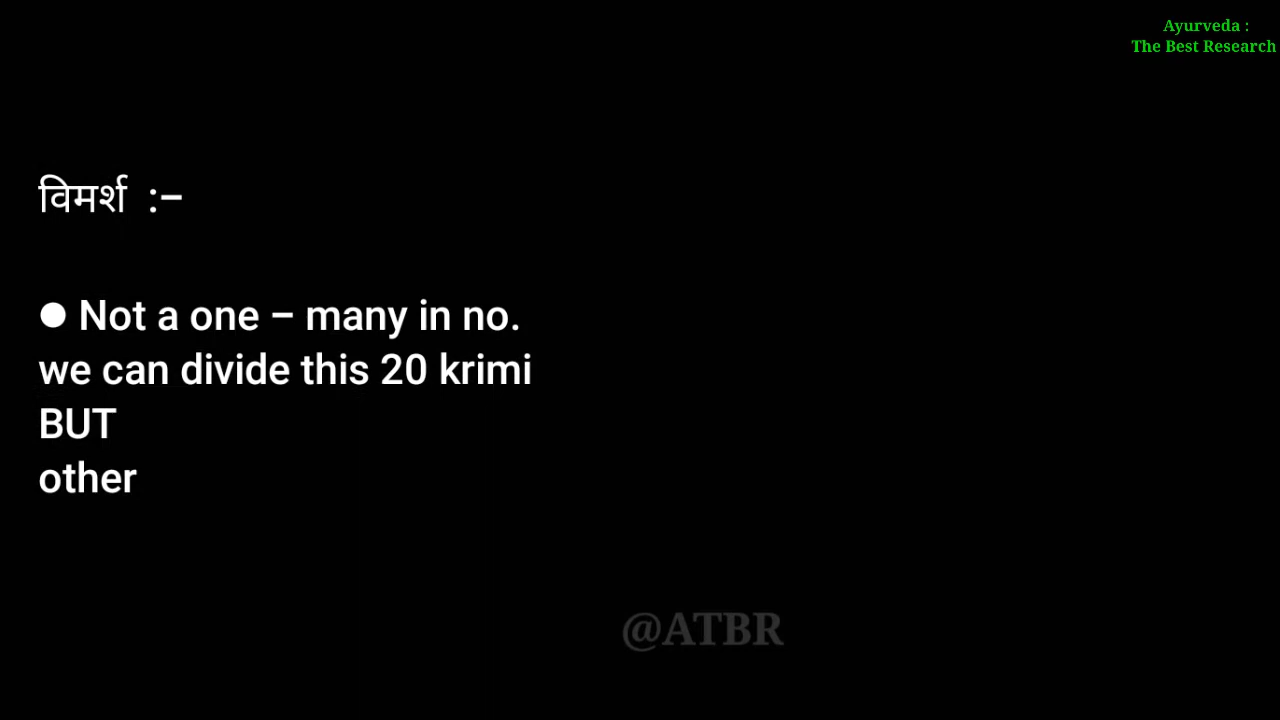 Ayurveda :
The Best Research
विमर्श :–
● Not a one – many in no.
we can divide this 20 krimi
BUT
other
@ATBR